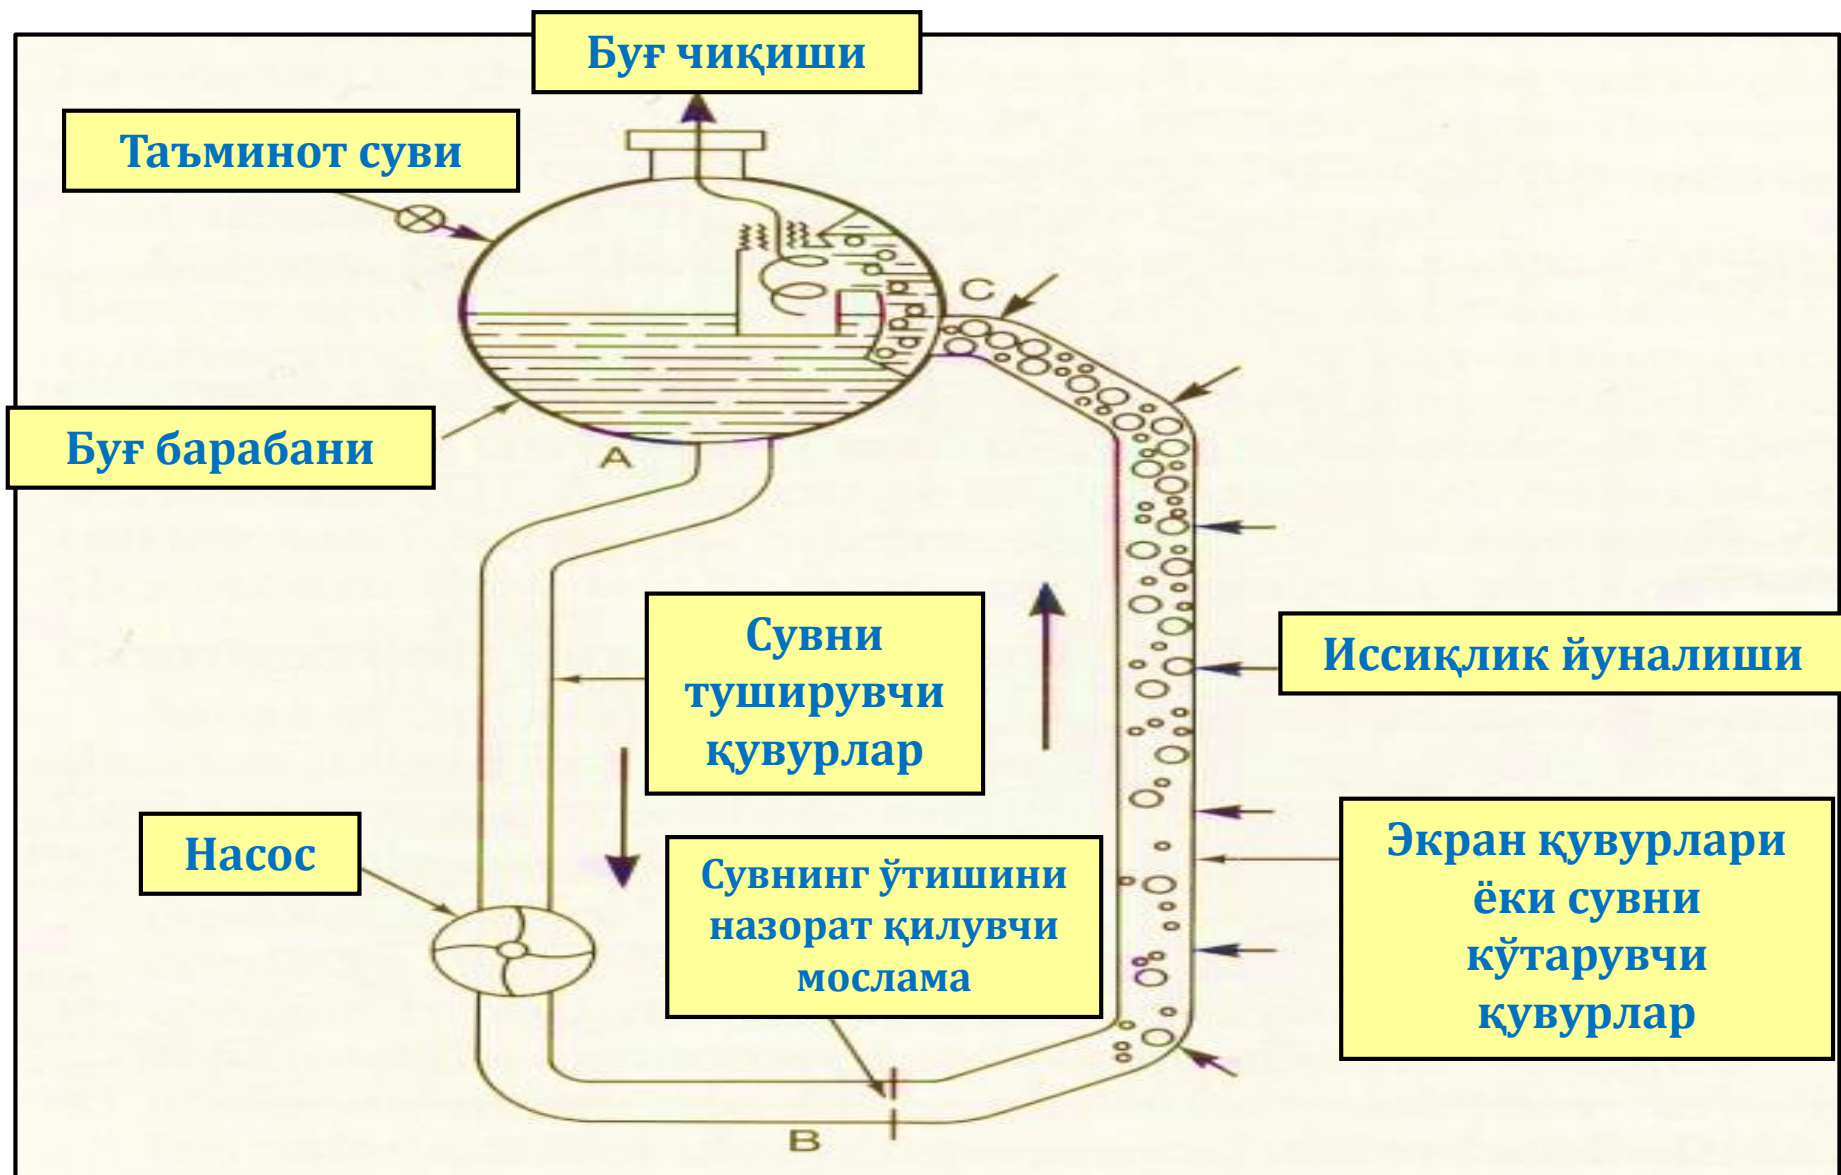 Буғ чиқиши
Таъминот суви
C
Буғ барабани
A
Сувни
туширувчи
қувурлар
Иссиқлик йуналиши
Насос
Сувнинг ўтишини
назорат қилувчи
мослама
Экран қувурлари
ёки сувни
кўтарувчи
қувурлар
B